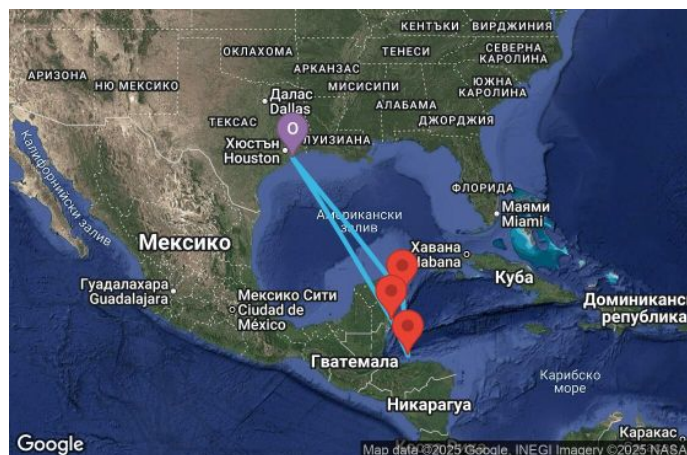 КЕНТЪКИ
ВИРДЖИНИЯ
ОКЛАХОМА
ТЕНЕСИ
СЕВЕРНА
КАРОЛИНА
АРИЗОНА
НЮ МЕКСИКО
АРКАНЗАС
МИСИСИПИ
ЮЖНА
КАРОЛИНА
Далас
Dallas
АЛАБАМА
ТЕКСАС
O
ДЖОРДЖИЯ
ЛУИЗИАНА
Хюстън
Houston
Калифорнийски залив
ФЛОРИДА
Американски
залив
Маями
Miami
Мексико
Хавана
Habana
Куба
Гуадалахара
Guadalajara
Мексико Сити
Ciudad de
México
Доминиканс
република
Гватемала
Карибско
море
Никарагуа
Каракас
Google
Map data ©2025 Google, INEGI Imagery ©2025 NASA